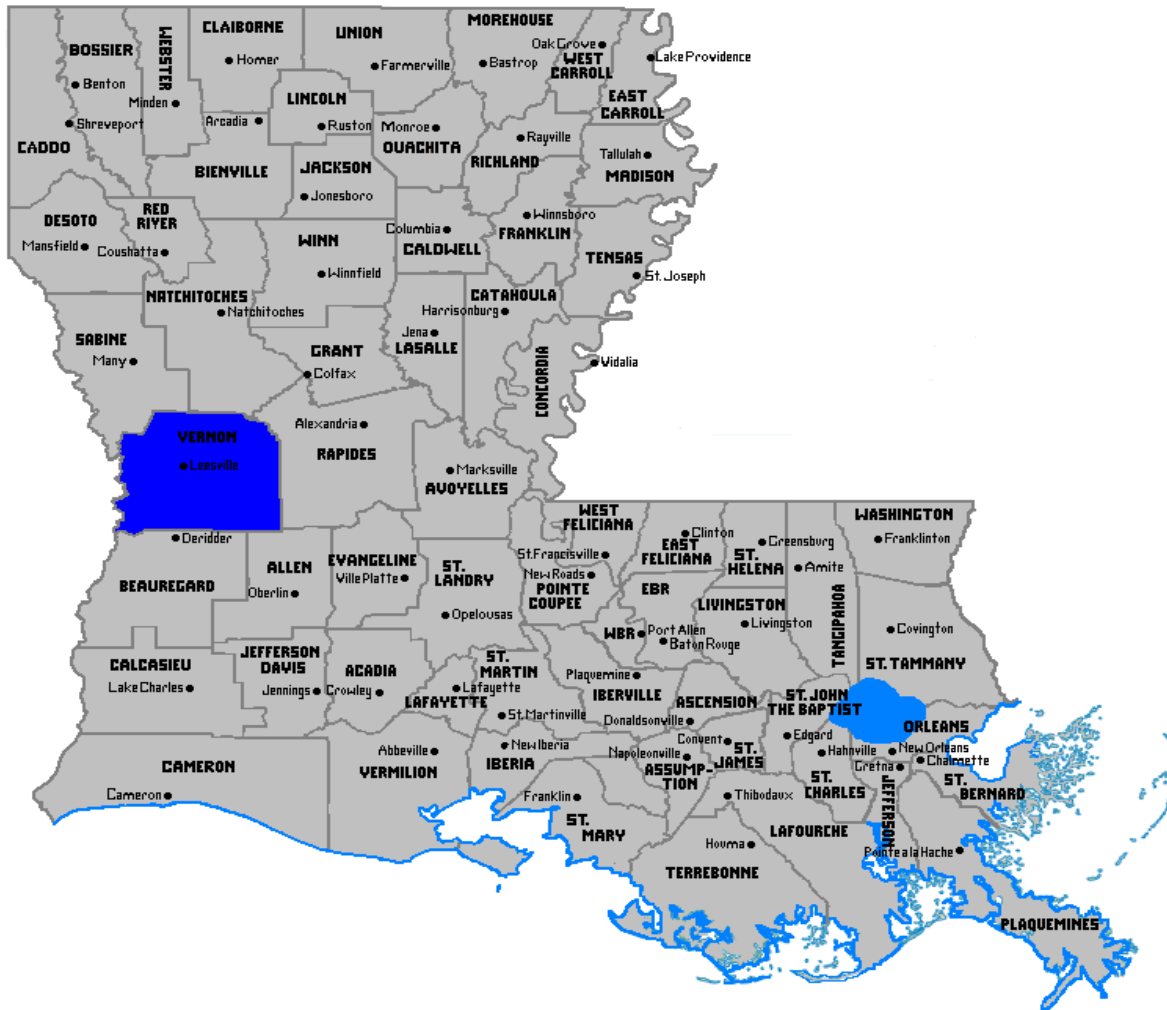 CLAIBORNE
UNION
MOREHOUSE
BOSSIER
WEBSTER
Homer
Farmerville
Bastrop
Oak Grove
WEST
CARROLL
Lake Providence
Benton
Minden
LINCOLN
EAST
CARROLL
Shreveport
Arcadia
Ruston
Monroe
OUACHITA
Rayville
RICHLAND
CADDO
BIENVILLE
JACKSON
Jonesboro
Tallulah
MADISON
DESOTO
Mansfield
RED
RIVER
Coushatta
WINN
Winnfield
Columbia
CALDWELL
Winnsboro
FRANKLIN
TENSAS
St. Joseph
NATCHITOCHES
Natchitoches
CATAHOULA
Harrisonburg
SABINE
Many
GRANT
Colfax
Jena
LASALLE
CONCORDIA
Vidalia
VERNON
Leesville
Alexandria
RAPIDES
Marksville
AVOYELLES
WEST
FELICIANA
St. Francisville
EAST
FELICIANA
Clinton
ST.
HELENA
Greensburg
WASHINGTON
Franklinton
Deridder
BEAUREGARD
ALLEN
Oberlin
EVANGELINE
Ville Platte
ST.
LANDRY
Opelousas
New Roads
POINTE
COUPEE
EBR
Amite
TANGIPAHOA
LIVINGSTON
Livingston
WBR
Port Allen
Baton Rouge
Covington
ST. TAMMANY
CALCASIEU
Lake Charles
JEFFERSON
DAVIS
Jennings
ACADIA
Crowley
LAFAYETTE
Lafayette
ST.
MARTIN
St. Martinville
Plaquemine
IBERVILLE
ASCENSION
Donaldsonville
ST. JOHN
THE BAPTIST
Edgard
ORLEANS
New Orleans
Chalmette
CAMERON
Cameron
Abbeville
VERMILION
New Iberia
IBERIA
Napoleonville
ASSUMP-
TION
Convent
ST.
JAMES
Hahnville
ST.
CHARLES
Gretna
JEFFERSON
ST.
BERNARD
Franklin
ST.
MARY
Thibodaux
LAFOURCHE
Houma
TERREBONNE
Pointe a la Hache
PLAQUEMINES